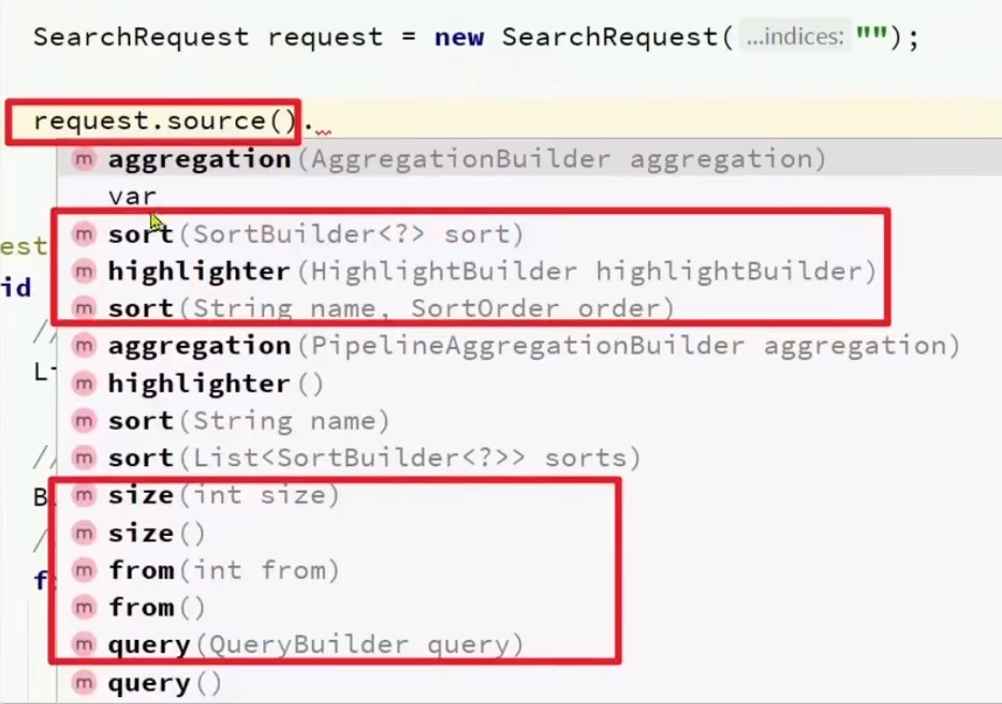 SearchRequest request = new SearchRequest( ...indices: "");
request.source().
m aggregation(AggregationBuilder aggregation)
var
est m sort(SortBuilder<?> sort)
id m highlighter(HighlightBuilder highlightBuilder)
m sort(String name, SortOrder order)
// m aggregation(PipelineAggregationBuilder aggregation)
Li m highlighter()
m sort(String name)
// m sort(List<SortBuilder<?>> sorts)
B m size(int size)
/ m size()
f m from(int from)
m from()
m query(QueryBuilder query)
m query()